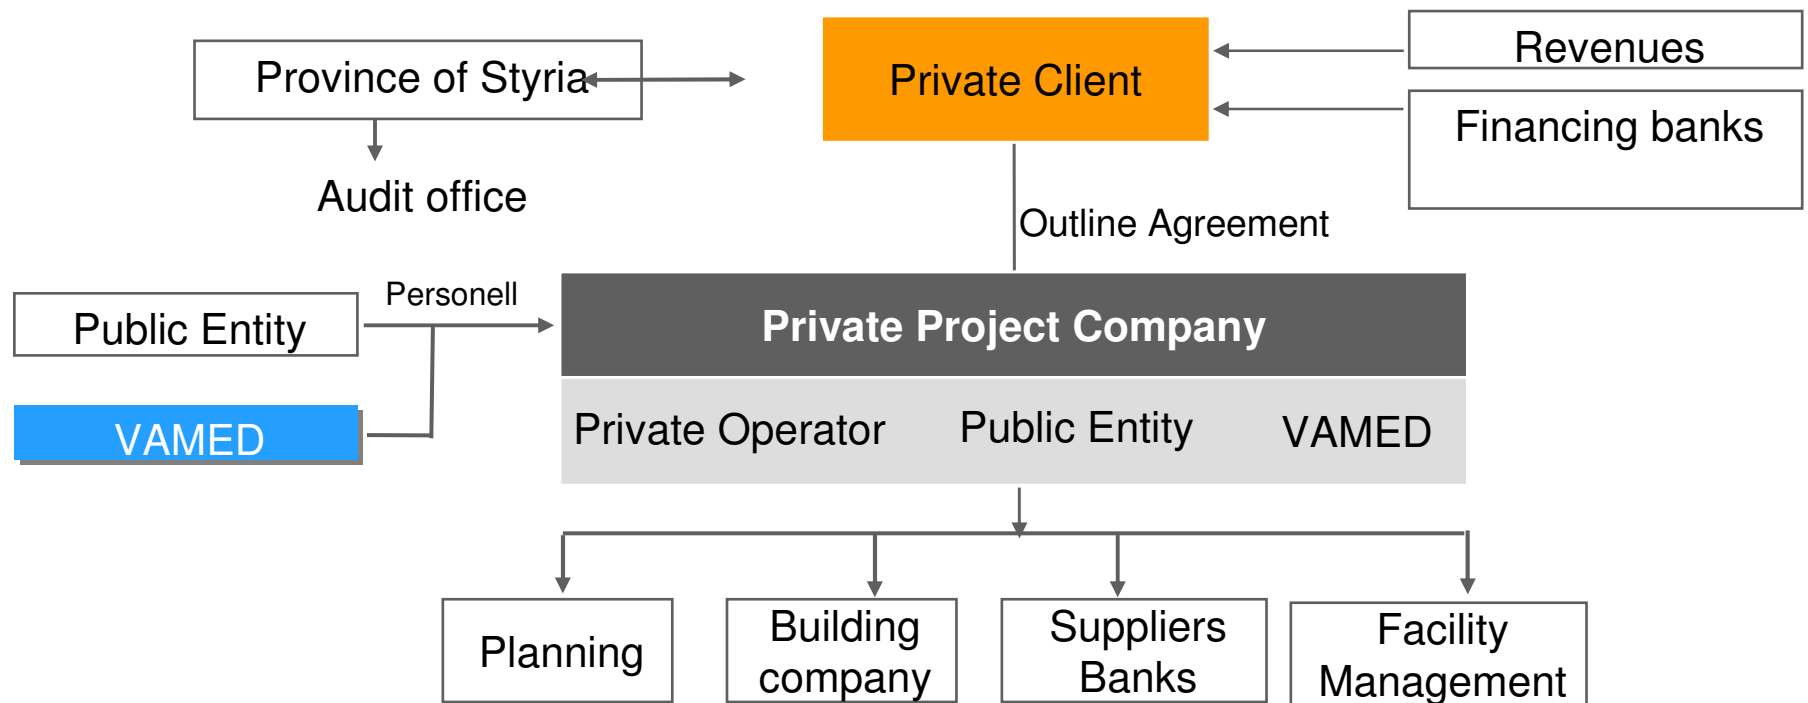 Province of Styria
Private Client
Revenues
Financing banks
Audit office
Outline Agreement
Personell
Public Entity
Private Project Company
VAMED
Private Operator
Public Entity
VAMED
Planning
Building
company
Suppliers
Banks
Facility
Management